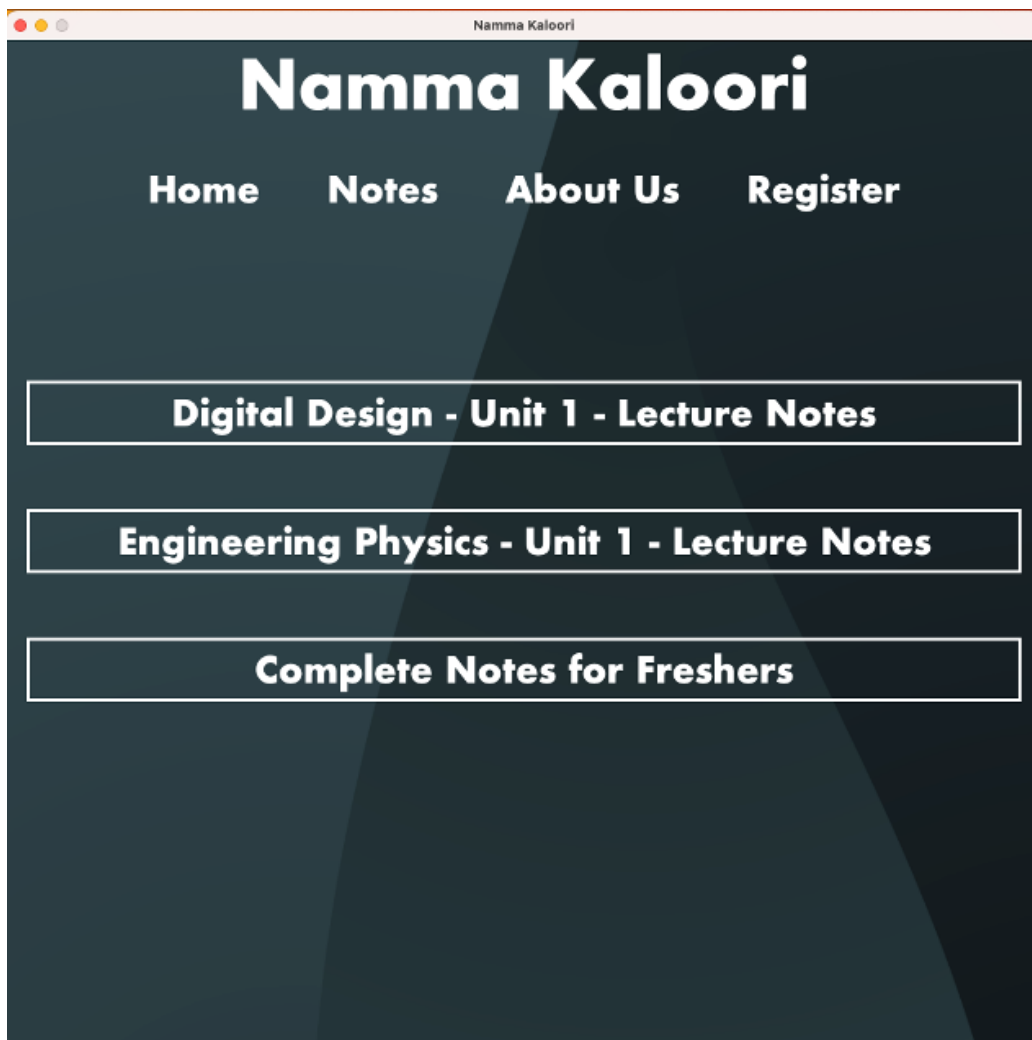 Namma Kaloori
Namma Kaloori
Home Notes About Us Register
Digital Design - Unit 1 - Lecture Notes
Engineering Physics - Unit 1 - Lecture Notes
Complete Notes for Freshers